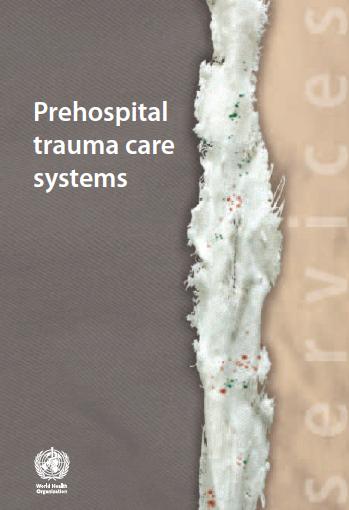 Prehospital
trauma care
systems
services
World Health
Organization